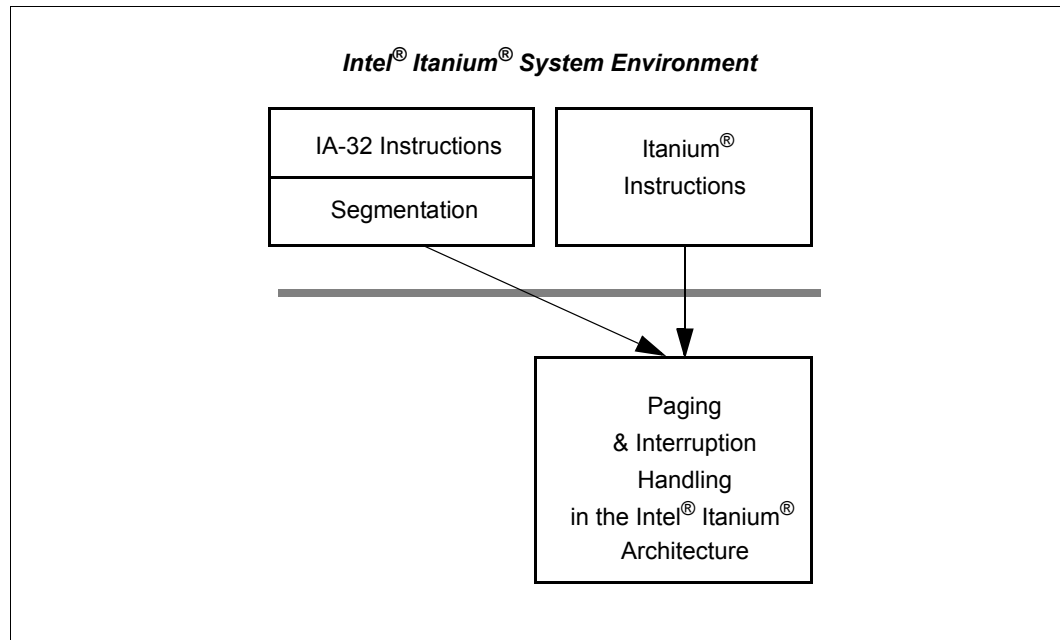 Intel® Itanium® System Environment
IA-32 Instructions
Segmentation
Itanium®
Instructions
Paging
& Interruption
Handling
in the Intel® Itanium®
Architecture